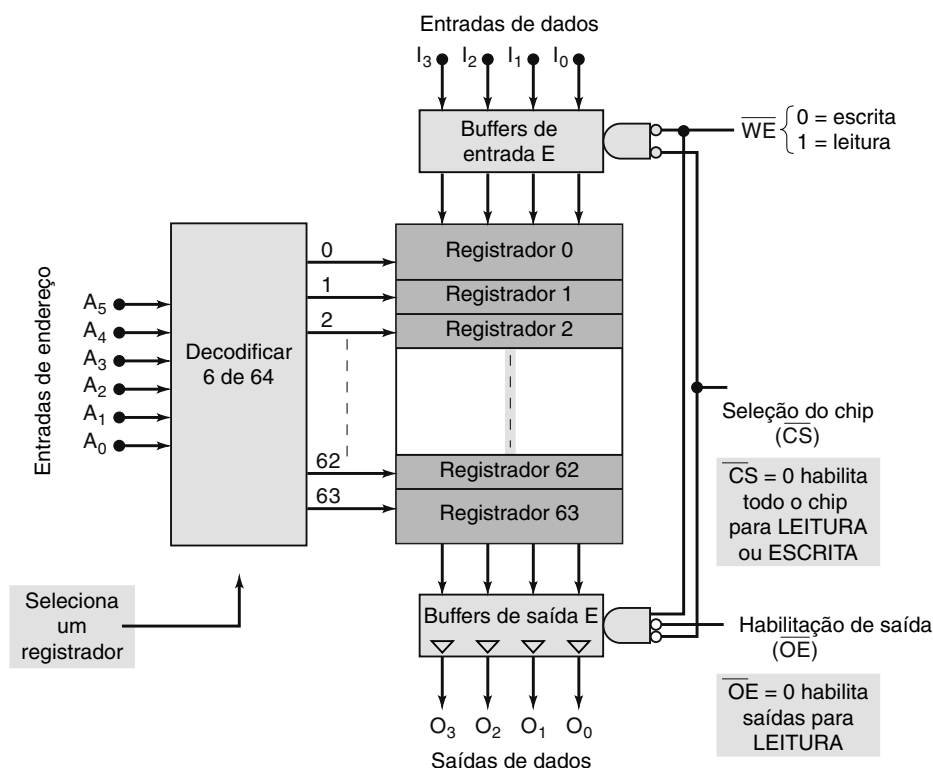 Entradas de dados
I3 I2 I1 I0
Buffers de
entrada E
WE
0 = escrita
1 = leitura
Registrador 0
Registrador 1
Registrador 2
Registrador 62
Registrador 63
0
1
2
62
63
Entradas de endereço
A5
A4
A3
A2
A1
A0
Decodificar
6 de 64
Seleciona
um
registrador
Seleção do chip
(CS)
CS = 0 habilita
todo o chip
para LEITURA
ou ESCRITA
Buffers de saída E
Habilitação de saída
(OE)
OE = 0 habilita
saídas para
LEITURA
O3 O2 O1 O0
Saídas de dados